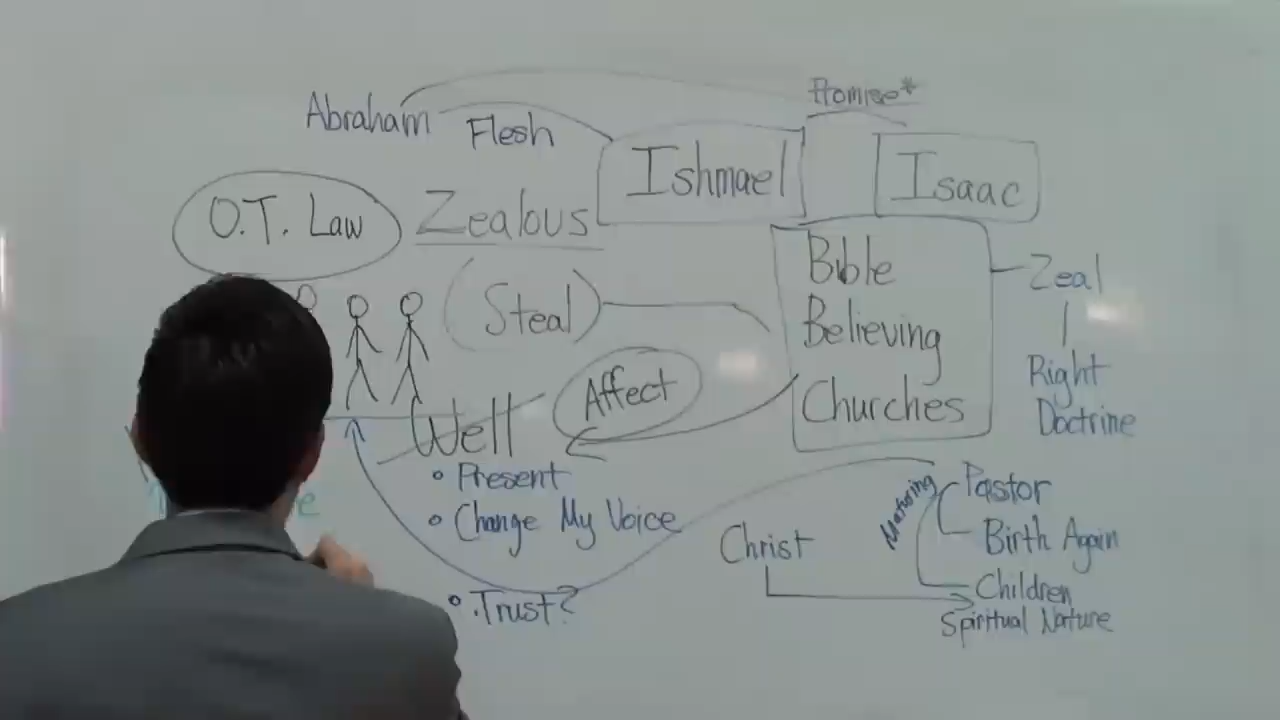 Promise*
Abraham
Flesh
Ishmael
Isaac
O.T. Law
Zealous
Bible
Believing
Churches
Zeal
Right
Doctrine
(Steal)
Affect
Well
• Present
• Change My Voice
• Trust?
Christ
Maturing
Pastor
Birth Again
Children
Spiritual Nature